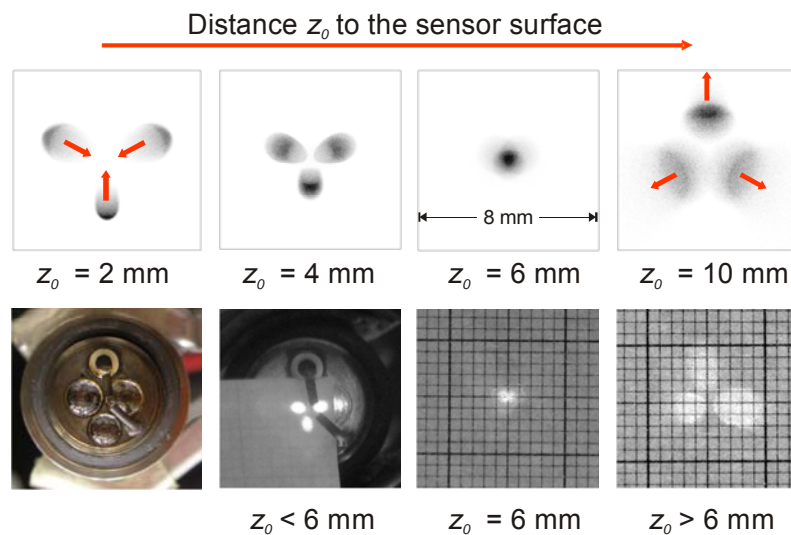 Distance z₀ to the sensor surface
8 mm
z₀ = 2 mm
z₀ = 4 mm
z₀ = 6 mm
z₀ = 10 mm
z₀ < 6 mm
z₀ = 6 mm
z₀ > 6 mm